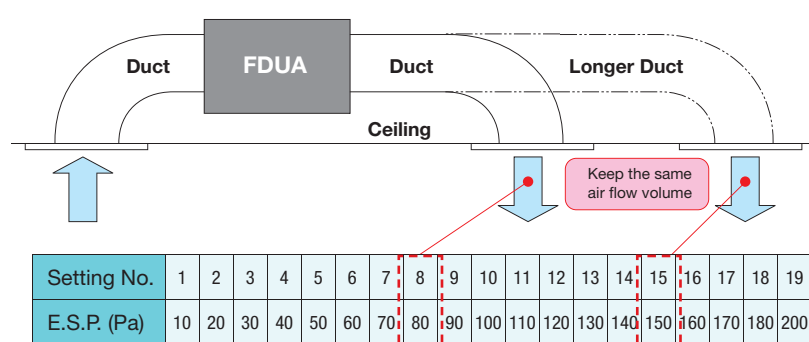 Duct FDUA Duct Longer Duct
Ceiling
Keep the same
air flow volume
Setting No. 1 2 3 4 5 6 7 8 9 10 11 12 13 14 15 16 17 18 19
E.S.P. (Pa) 10 20 30 40 50 60 70 80 90 100 110 120 130 140 150 160 170 180 200